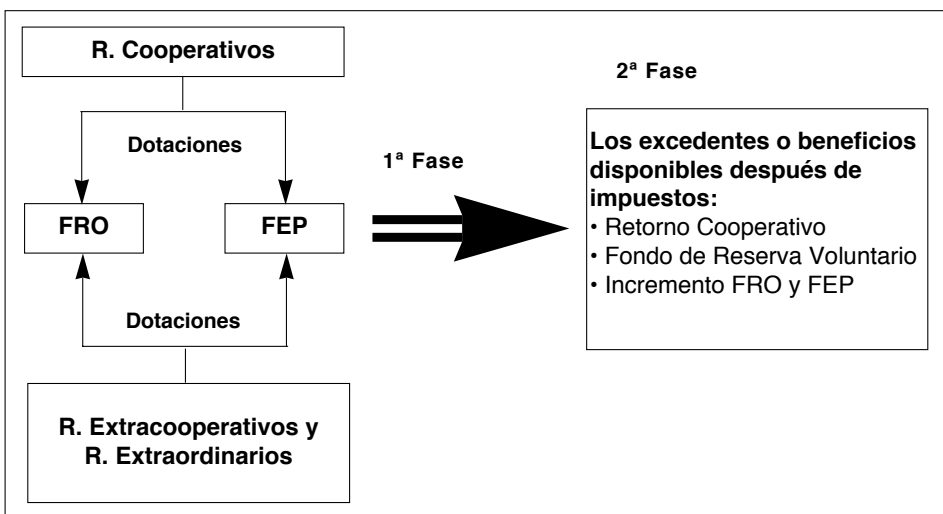 R. Cooperativos
Dotaciones
FRO
FEP
Dotaciones
R. Extracooperativos y
R. Extraordinarios
1ª Fase
2ª Fase
Los excedentes o beneficios
disponibles después de
impuestos:
• Retorno Cooperativo
• Fondo de Reserva Voluntario
• Incremento FRO y FEP